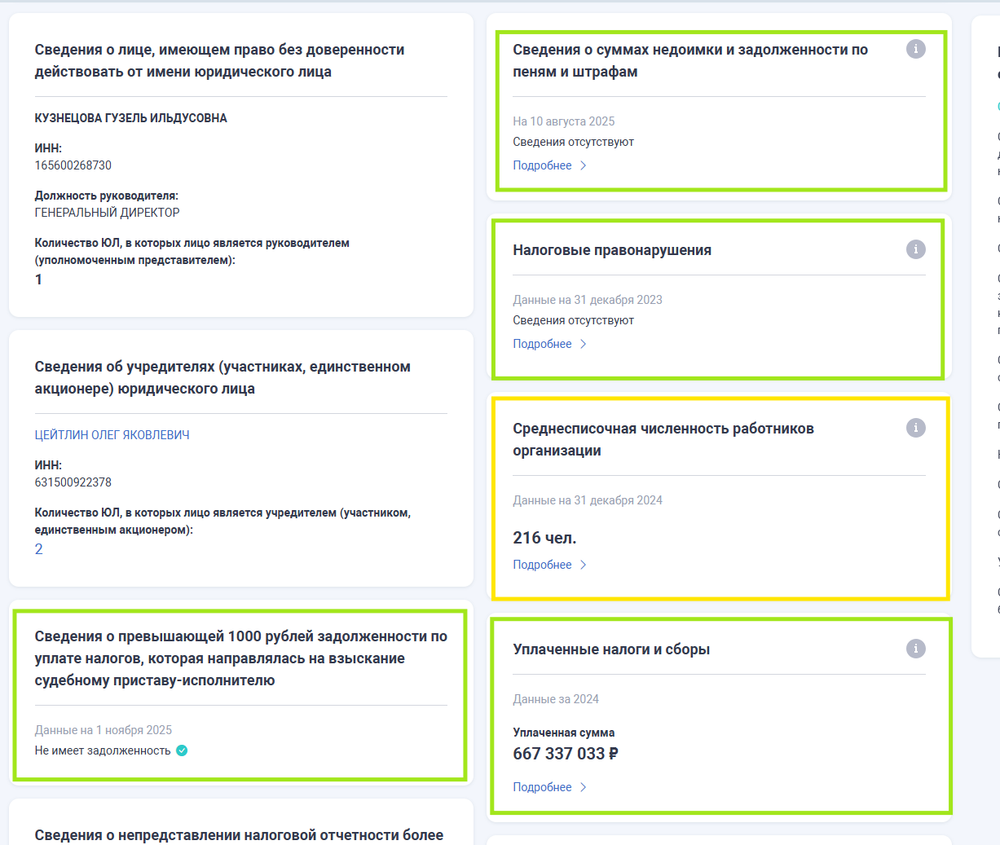 Сведения о лице, имеющем право без доверенности
действовать от имени юридического лица
КУЗНЕЦОВА ГУЗЕЛЬ ИЛЬДУСОВНА
ИНН:
165600268730
Должность руководителя:
ГЕНЕРАЛЬНЫЙ ДИРЕКТОР
Количество ЮЛ, в которых лицо является руководителем
(уполномоченным представителем):
1
Сведения об учредителях (участниках, единственном
акционере) юридического лица
ЦЕЙТЛИН ОЛЕГ ЯКОВЛЕВИЧ
ИНН:
631500922378
Количество ЮЛ, в которых лицо является учредителем (участником,
единственным акционером):
2
Сведения о превышающей 1000 рублей задолженности по
уплате налогов, которая направлялась на взыскание
судебному приставу-исполнителю
Данные на 1 ноября 2025
Не имеет задолженность
Сведения о непредставлении налоговой отчетности более
Сведения о суммах недоимки и задолженности по
пеням и штрафам
На 10 августа 2025
Сведения отсутствуют
Подробнее
Налоговые правонарушения
Данные на 31 декабря 2023
Сведения отсутствуют
Подробнее
Среднесписочная численность работников
организации
Данные на 31 декабря 2024
216 чел.
Подробнее
Уплаченные налоги и сборы
Данные за 2024
Уплаченная сумма
667 337 033 ₽
Подробнее